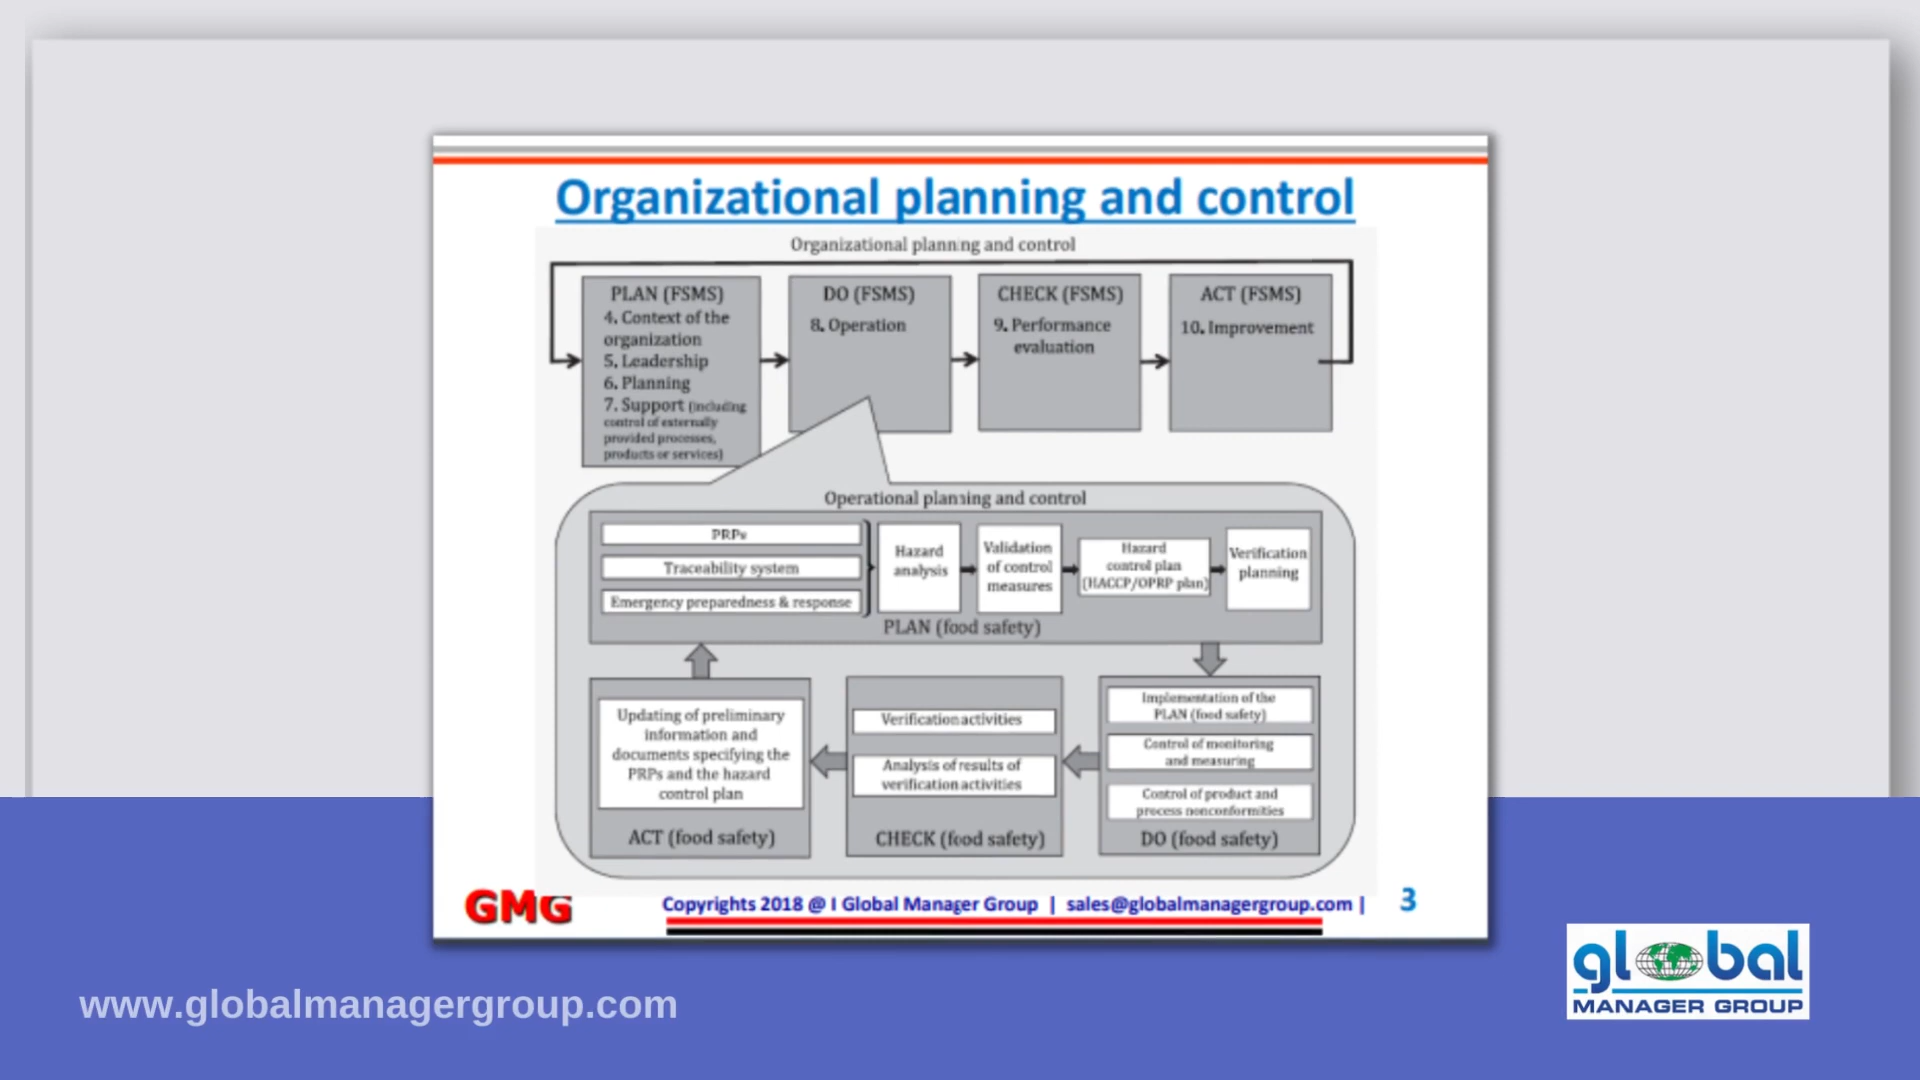 Organizational planning and control
Organizational planning and control
PLAN (FSMS)
4. Context of the
organization
5. Leadership
6. Planning
7. Support (including
control of externally
provided processes,
products or services)
DO (FSMS)
8. Operation
CHECK (FSMS)
9. Performance
evaluation
ACT (FSMS)
10. Improvement
Operational planning and control
PRPs
Traceability system
Emergency preparedness & response
Hazard
analysis
Validation
of control
measures
Hazard
control plan
(HACCP/OPRP plan)
Verification
planning
PLAN (food safety)
Updating of preliminary
information and
documents specifying the
PRPs and the hazard
control plan
ACT (food safety)
Verification activities
Analysis of results of
verification activities
CHECK (food safety)
Implementation of the
PLAN (food safety)
Control of monitoring
and measuring
Control of product and
process nonconformities
DO (food safety)
GMG
Copyrights 2018 @ I Global Manager Group | sales@globalmanagergroup.com |
3
www.globalmanagergroup.com
global
MANAGER GROUP